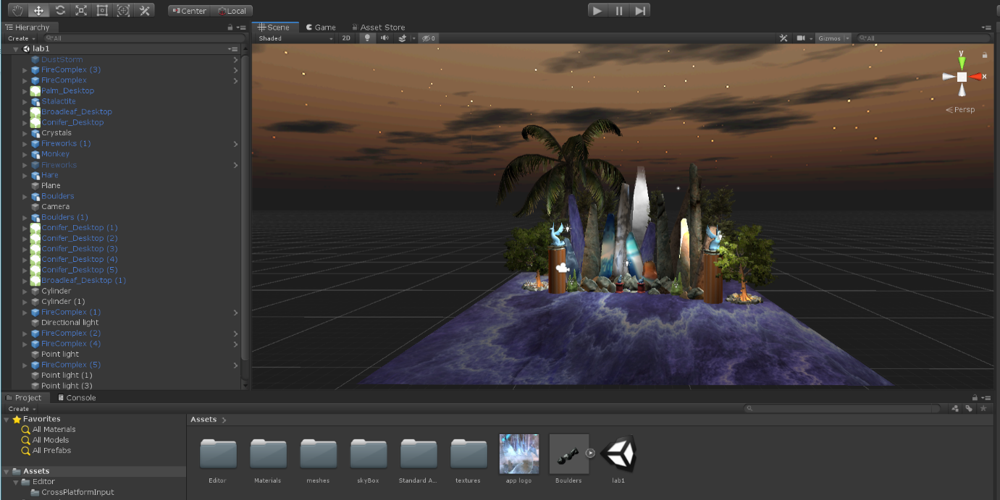 Center Local
Hierarchy
Create All
lab1
DustStorm
FireComplex (3)
FireComplex
Palm_Desktop
Stalactite
Broadleaf_Desktop
Conifer_Desktop
Crystals
Fireworks (1)
Monkey
Fireworks
Hare
Plane
Boulders
Camera
Boulders (1)
Conifer_Desktop (1)
Conifer_Desktop (2)
Conifer_Desktop (3)
Conifer_Desktop (4)
Conifer_Desktop (5)
Broadleaf_Desktop (1)
Cylinder
Cylinder (1)
FireComplex (1)
Directional light
FireComplex (2)
FireComplex (4)
Point light
FireComplex (5)
Point light (1)
Point light (3)
Scene Game Asset Store
Shaded 2D 0 Gizmos All
y
x
Persp
Project Console
Create
Favorites
All Materials
All Models
All Prefabs
Assets
Editor
CrossPlatformInput
Assets
Editor Materials meshes skyBox Standard A... textures app logo Boulders lab1